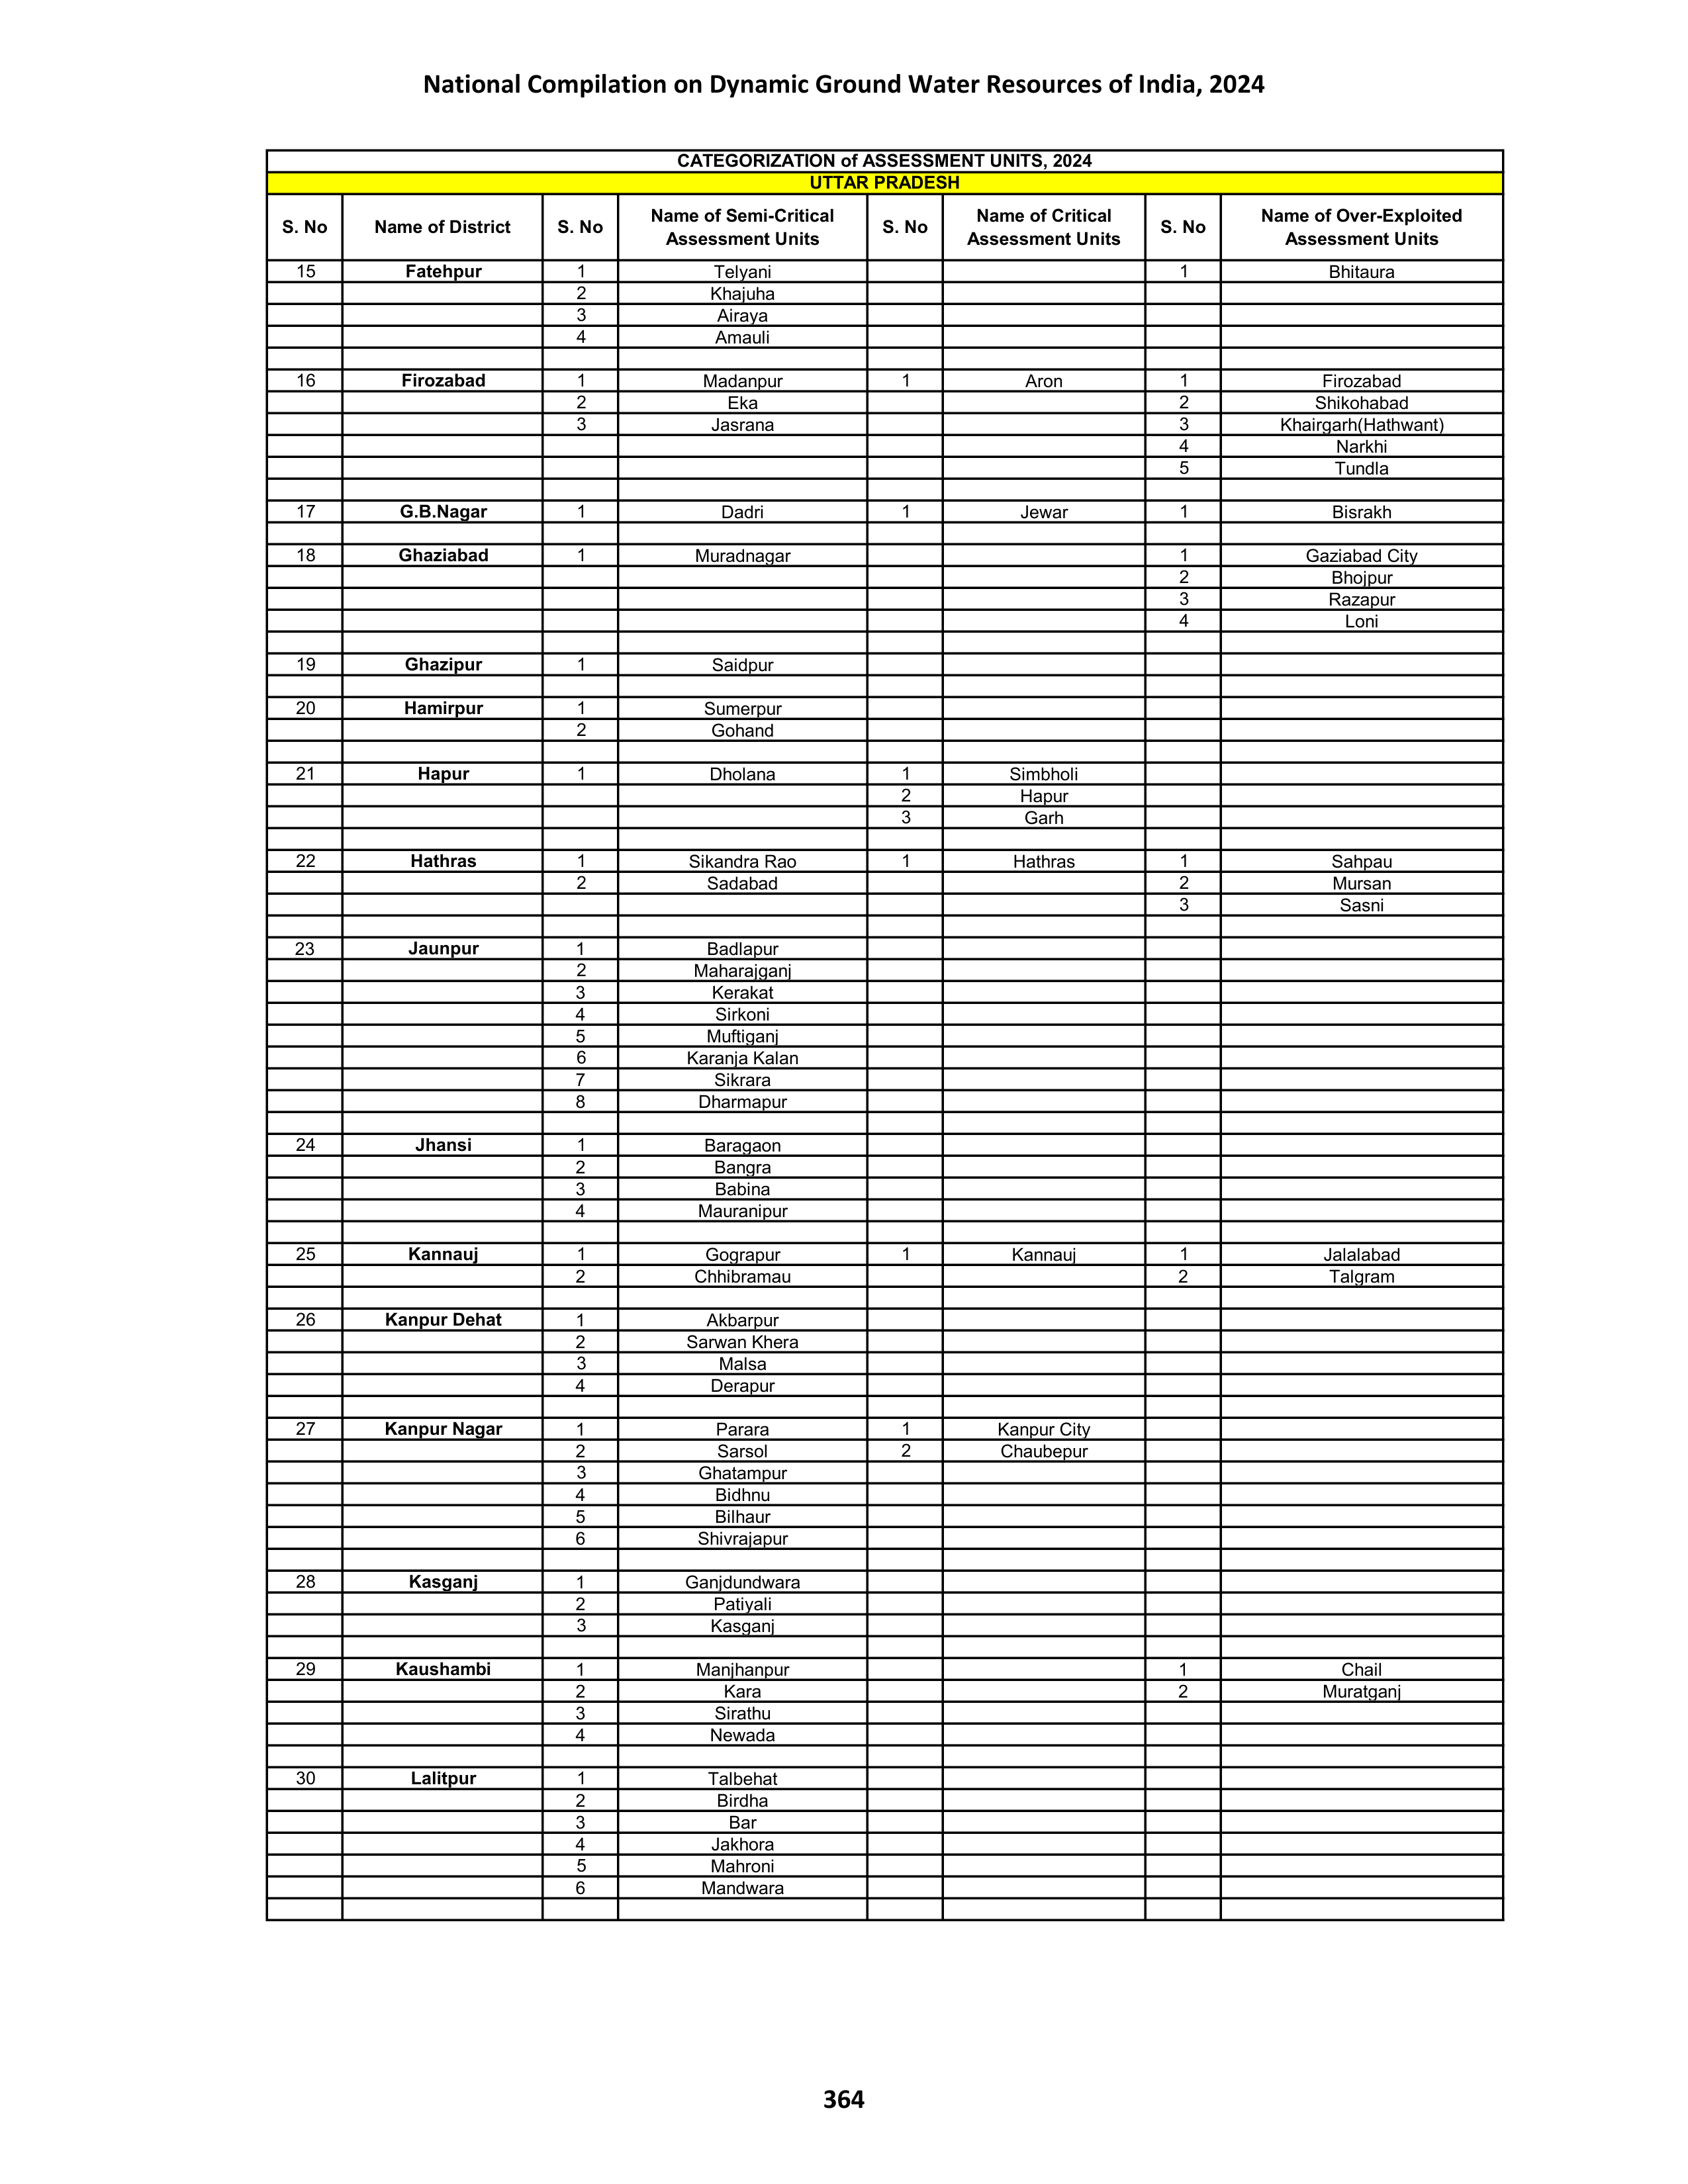 National Compilation on Dynamic Ground Water Resources of India, 2024
CATEGORIZATION of ASSESSMENT UNITS, 2024
UTTAR PRADESH
S. No Name of District S. No Name of Semi-Critical Assessment Units S. No Name of Critical Assessment Units S. No Name of Over-Exploited Assessment Units
15 Fatehpur 1 Telyani 1 Bhitaura
2 Khajuha
3 Airaya
4 Amauli
16 Firozabad 1 Madanpur 1 Aron 1 Firozabad
2 Eka 2 Shikohabad
3 Jasrana 3 Khairgarh(Hathwant)
4 Narkhi
5 Tundla
17 G.B.Nagar 1 Dadri 1 Jewar 1 Bisrakh
18 Ghaziabad 1 Muradnagar 1 Gaziabad City
2 Bhojpur
3 Razapur
4 Loni
19 Ghazipur 1 Saidpur
20 Hamirpur 1 Sumerpur
2 Gohand
21 Hapur 1 Dholana 1 Simbholi
2 Hapur
3 Garh
22 Hathras 1 Sikandra Rao 1 Hathras 1 Sahpau
2 Sadabad 2 Mursan
3 Sasni
23 Jaunpur 1 Badlapur
2 Maharajganj
3 Kerakat
4 Sirkoni
5 Muftiganj
6 Karanja Kalan
7 Sikrara
8 Dharmapur
24 Jhansi 1 Baragaon
2 Bangra
3 Babina
4 Mauranipur
25 Kannauj 1 Gograpur 1 Kannauj 1 Jalalabad
2 Chhibramau 2 Talgram
26 Kanpur Dehat 1 Akbarpur
2 Sarwan Khera
3 Malsa
4 Derapur
27 Kanpur Nagar 1 Parara 1 Kanpur City
2 Sarsol 2 Chaubepur
3 Ghatampur
4 Bidhnu
5 Bilhaur
6 Shivrajapur
28 Kasganj 1 Ganjdundwara
2 Patiyali
3 Kasganj
29 Kaushambi 1 Manjhanpur 1 Chail
2 Kara 2 Muratganj
3 Sirathu
4 Newada
30 Lalitpur 1 Talbehat
2 Birdha
3 Bar
4 Jakhora
5 Mahroni
6 Mandwara
364